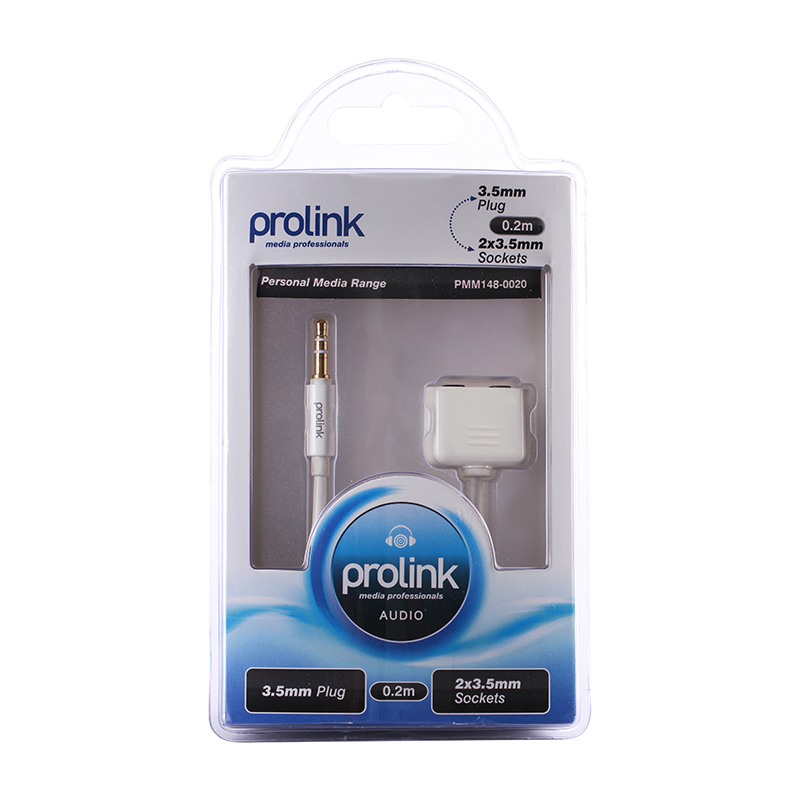 prolink
media professionals
3.5mm
Plug
0.2m
2x3.5mm
Sockets
Personal Media Range PMM148-0020
prolink
prolink
media professionals
AUDIO
3.5mm Plug
0.2m
2x3.5mm
Sockets